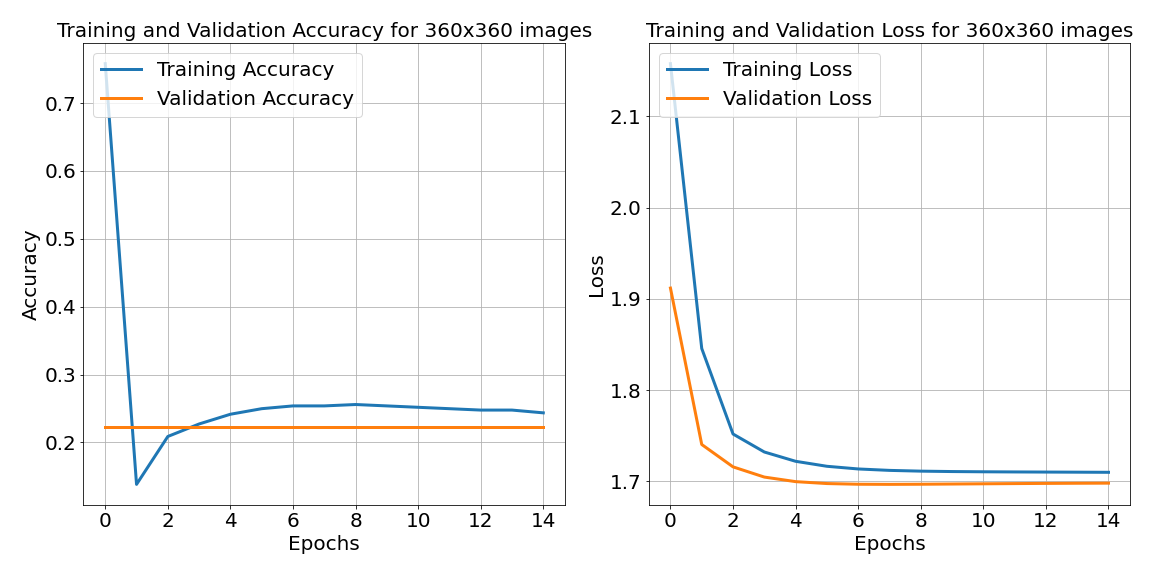 Training and Validation Accuracy for 360x360 images
Training Accuracy
Validation Accuracy
0.7
0.6
0.5
0.4
0.3
0.2
Accuracy
0 2 4 6 8 10 12 14
Epochs
Training and Validation Loss for 360x360 images
Training Loss
Validation Loss
2.1
2.0
1.9
1.8
1.7
Loss
0 2 4 6 8 10 12 14
Epochs